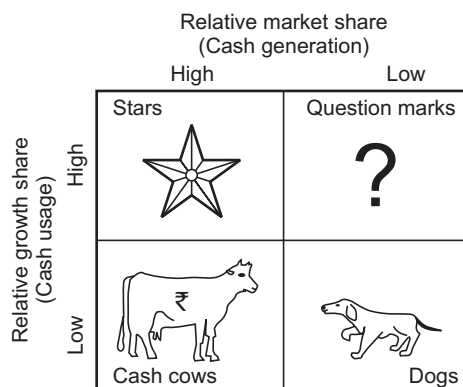 Relative market share
(Cash generation)
High Low
Stars Question marks
Relative growth share
(Cash usage)
High
?
₹
Low
Cash cows Dogs